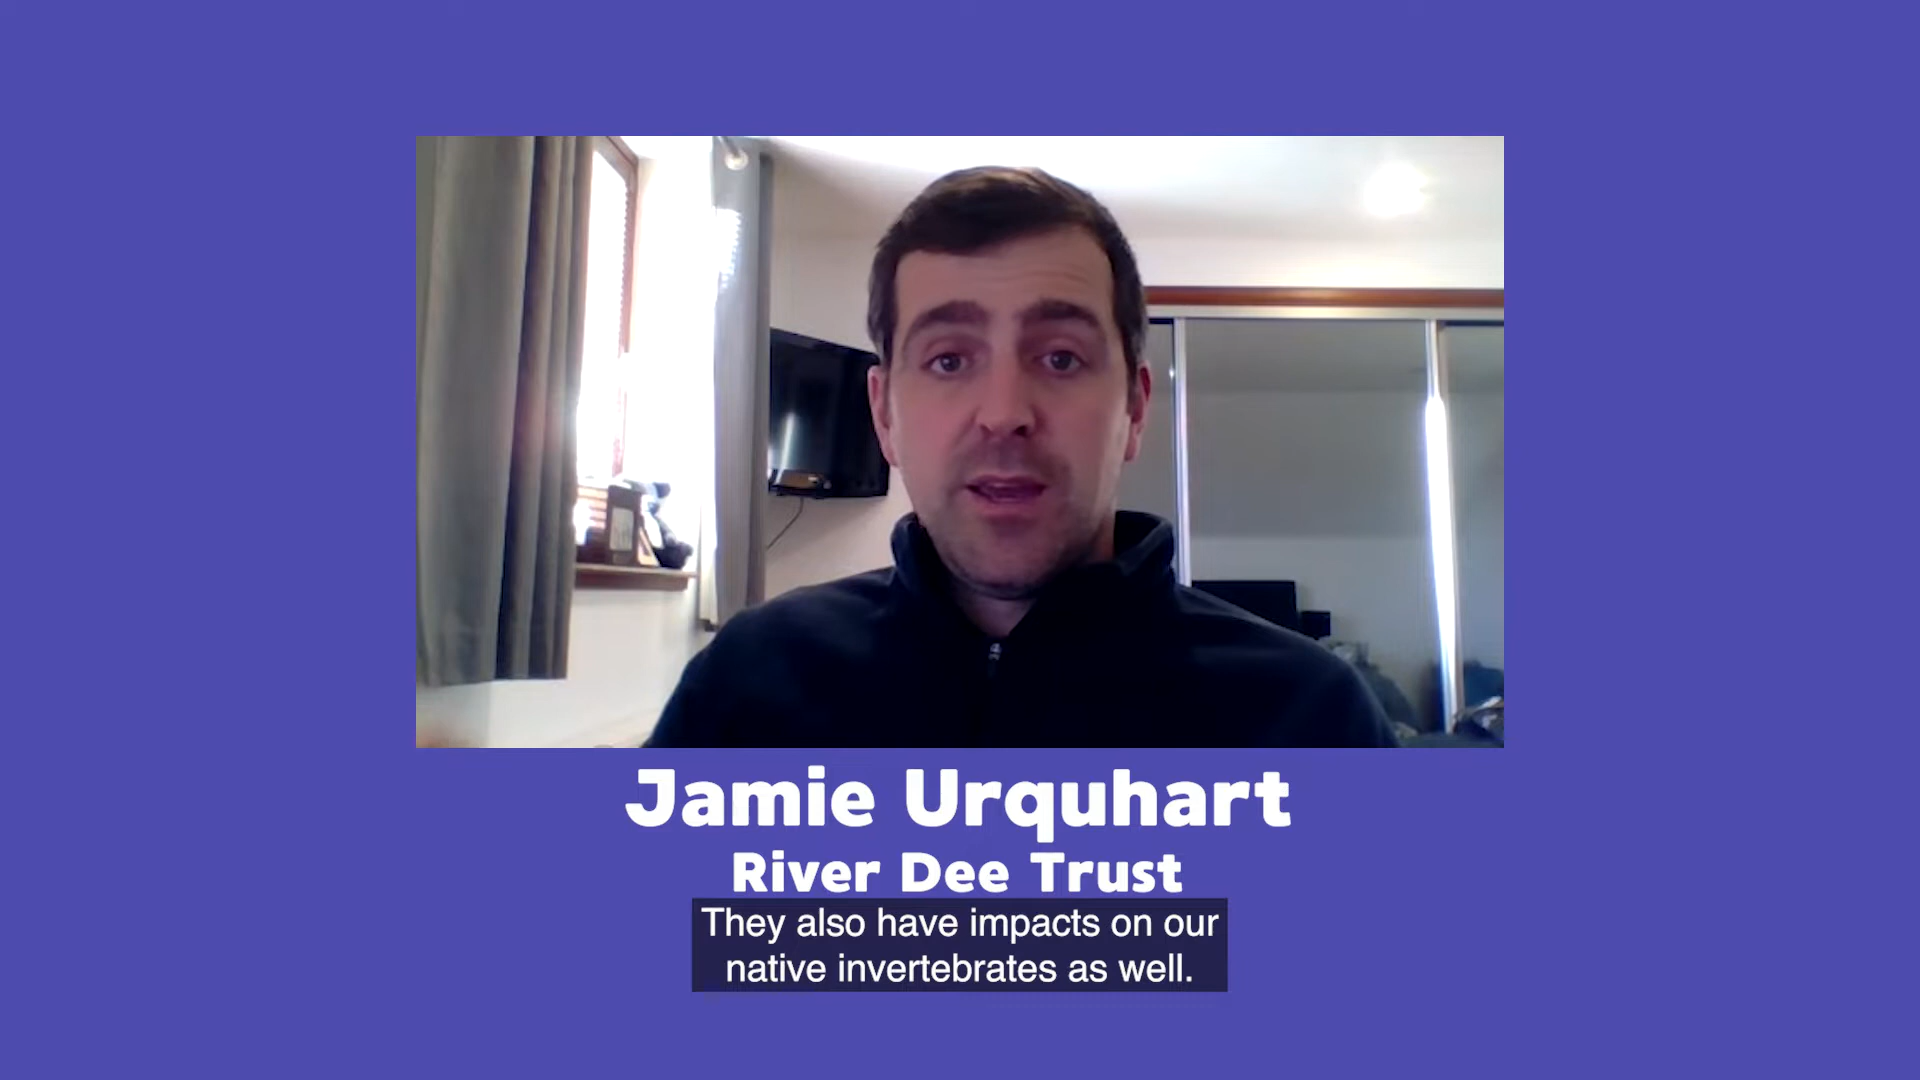 Jamie Urquhart
River Dee Trust
They also have impacts on our
native invertebrates as well.